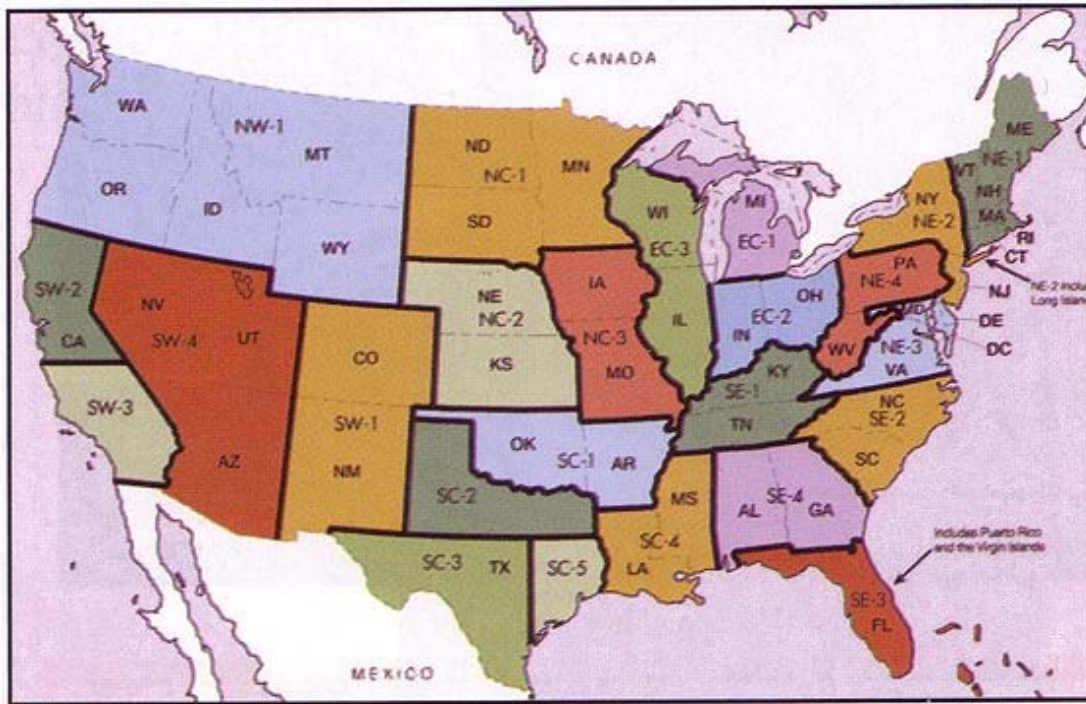 CANADA
WA
NW-1
MT
OR
ID
WY
ND
NC-1
MN
SD
WI
EC-3
IL
MI
EC-1
ME
VT
NE-1
NH
MA
RI
CT
NY
NE-2
PA
NE-4
NJ
NE-2 Inclu
Long Islan
MD
DE
DC
NE-3
VA
WV
OH
EC-2
IN
SW-2
CA
NV
SW-4
UT
AZ
SW-3
CO
SW-1
NM
NE
NC-2
KS
IA
NC-3
MO
KY
SE-1
TN
NC
SE-2
SC
OK
SC-1
AR
SC-2
SC-3
TX
SC-5
MS
SC-4
LA
AL
SE-4
GA
Includes Puerto Rico
and the Virgin Islands
SE-3
FL
MEXICO